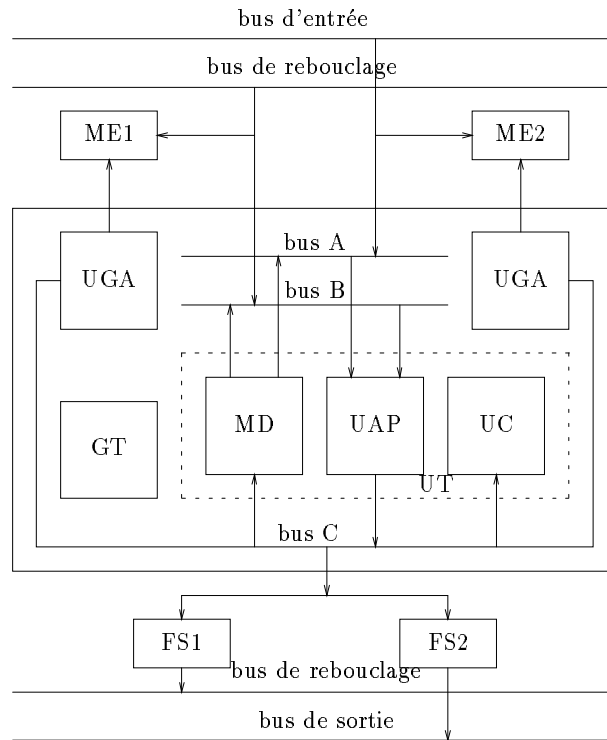 bus d'entrée
bus de rebouclage
ME1
ME2
bus A
UGA
UGA
bus B
MD
UAP
UC
GT
UT
bus C
FS1
FS2
bus de rebouclage
bus de sortie